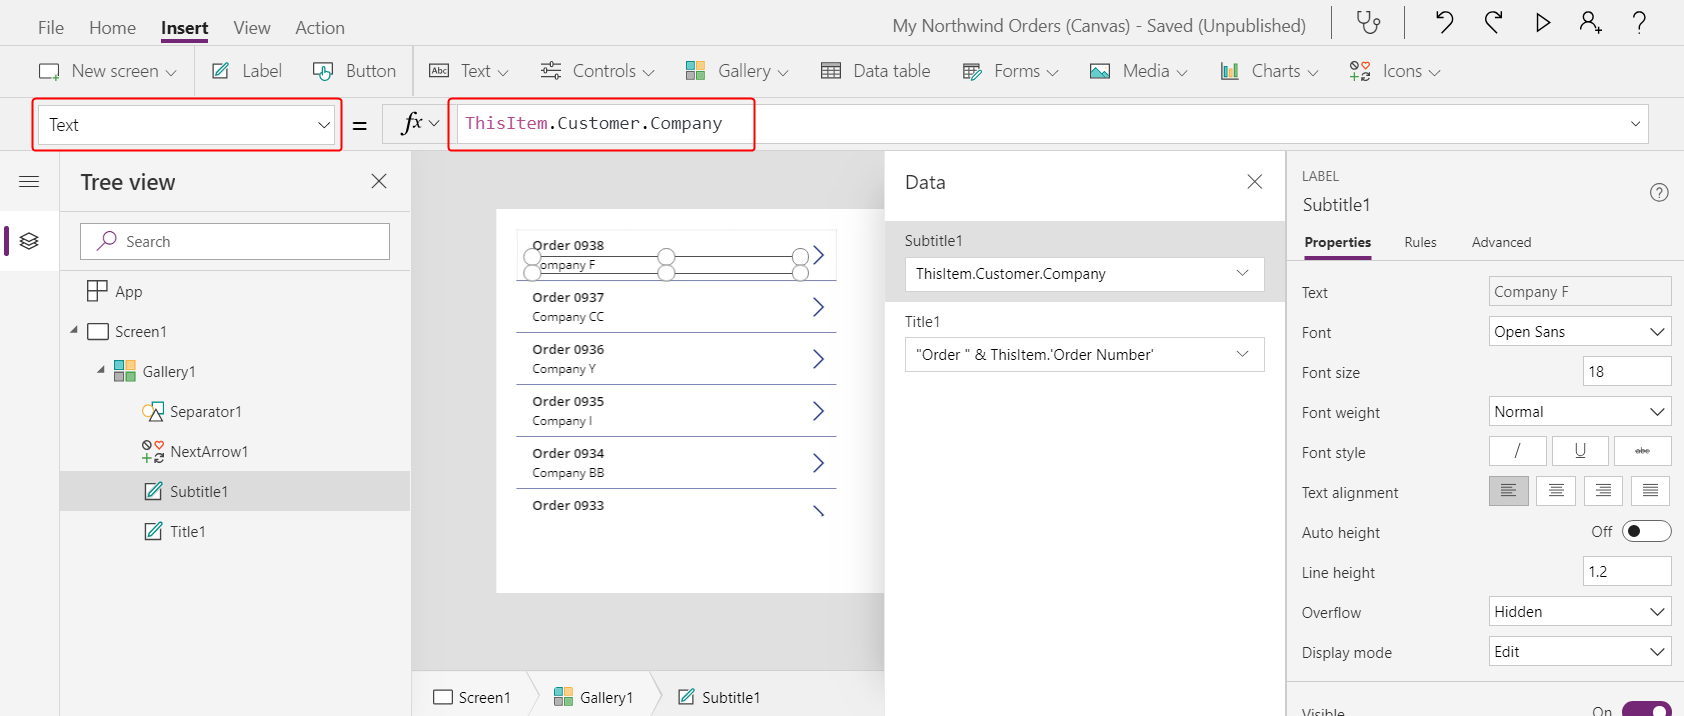 File Home Insert View Action
My Northwind Orders (Canvas) - Saved (Unpublished)
New screen Label Button Abc Text Controls Gallery Data table Forms Media Charts Icons
Text = fx ThisItem.Customer.Company
Tree view
Search
App
Screen1
Gallery1
Separator1
NextArrow1
Subtitle1
Title1
Order 0938
ompany F
Order 0937
Company CC
Order 0936
Company Y
Order 0935
Company I
Order 0934
Company BB
Order 0933
Screen1 Gallery1 Subtitle1
Data
Subtitle1
ThisItem.Customer.Company
Title1
"Order " & ThisItem.'Order Number'
LABEL
Subtitle1
Properties Rules Advanced
Text Company F
Font Open Sans
Font size 18
Font weight Normal
Font style / U abc
Text alignment
Auto height Off
Line height 1.2
Overflow Hidden
Display mode Edit
Visible On